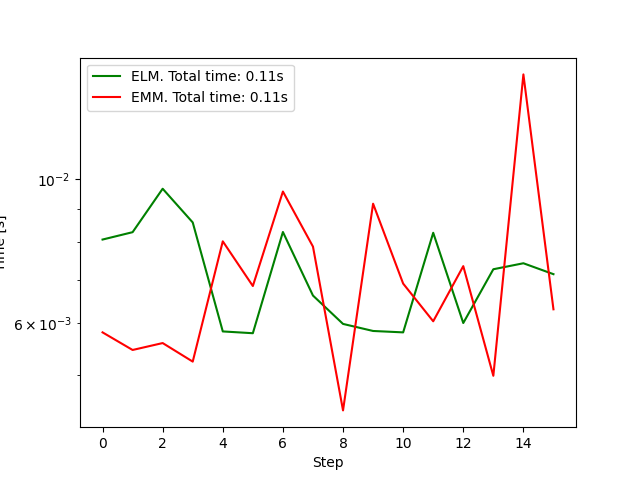 ELM. Total time: 0.11s
EMM. Total time: 0.11s
10⁻²
6 × 10⁻³
0 2 4 6 8 10 12 14
Step